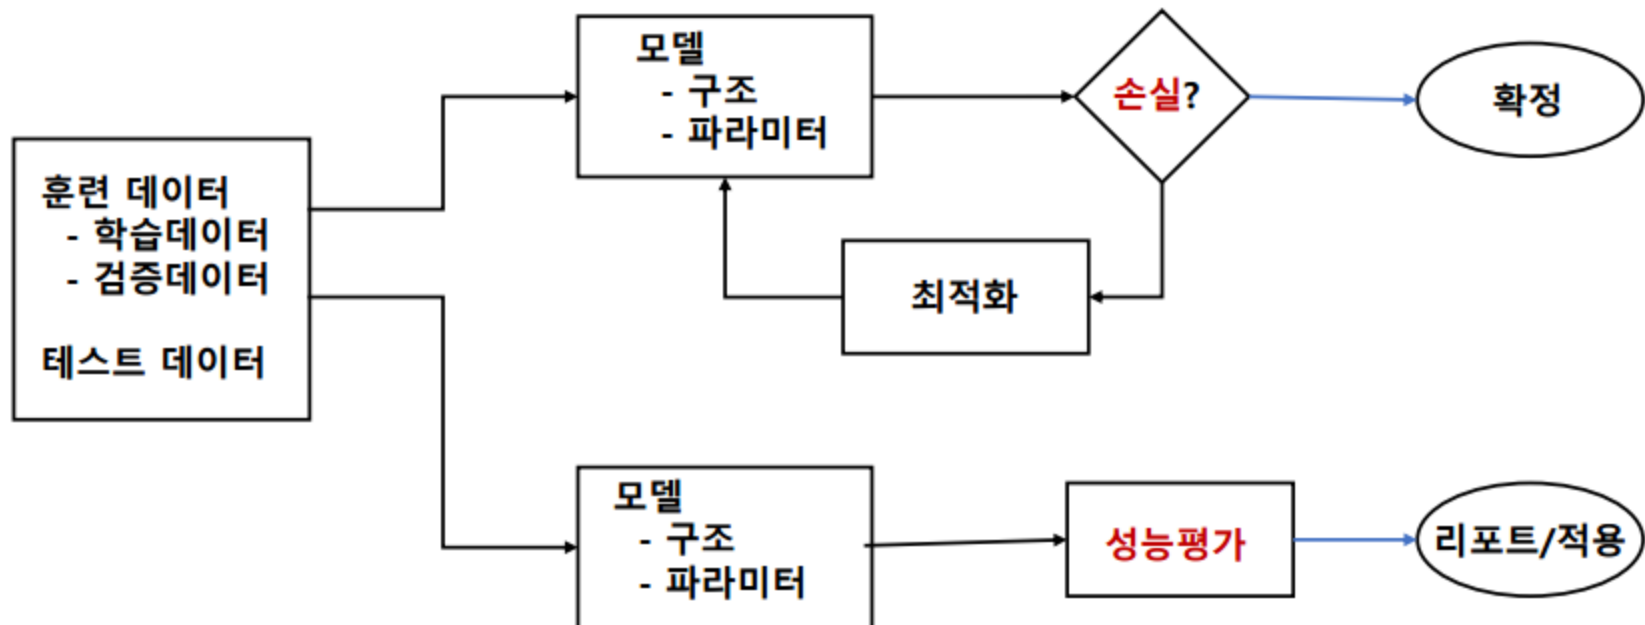 훈련 데이터
- 학습데이터
- 검증데이터
테스트 데이터
모델
- 구조
- 파라미터
손실?
확정
최적화
모델
- 구조
- 파라미터
성능평가
리포트/적용